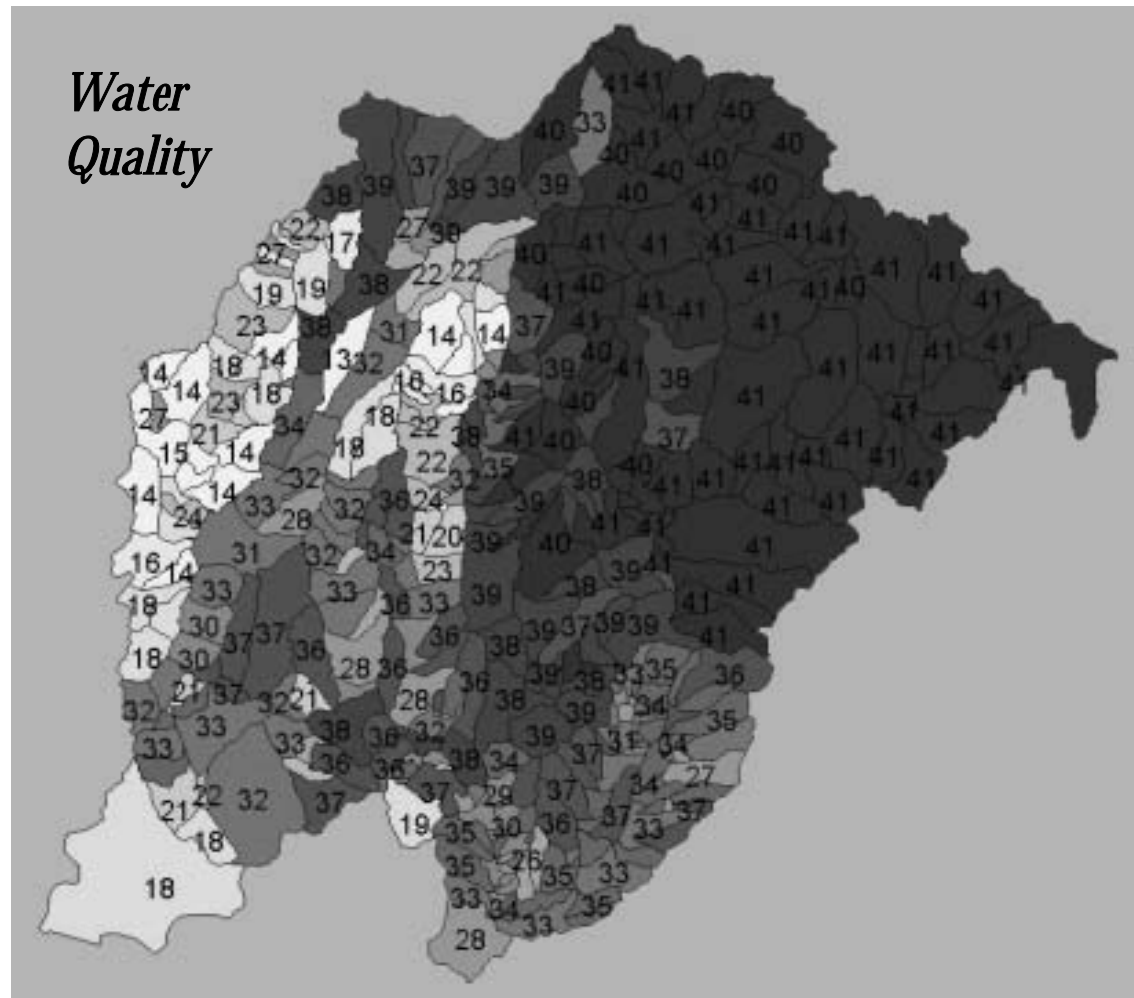 Water
Quality
41 41
41 40
33
40 41 40
40 40
37 40
38 39 39 39 39 40 40
41
22 27 41 41 41
17 38 41 41 41
27 40
22 22 41 41 41
38 40 41
19 19 41 41 40 41
41 41
23 38 31 14 14 37 41 41
13 32 40 41 41 41
14 18 14 39 41 38 41
14 18 16 16 34 41
27 23 18 40 41 41
21 34 18 22 38 41 40 37 41 41
15 14 18 22 35 40 41 41 41 41
32 32 38 41 41 41
14 14 33 32 36 24 39 41 41
24 28 41 41
31 32 34 21 20 39 40 41
16 14 23 39 41
33 33 36 33 39 38 41
18 41
30 37 37 36 36 38 39 37 39 39 41
18 30 28 36 39 33 35 36
21 37 32 21 28 36 38 38 34
32 33 38 36 32 39 35
33 33 39 31 34
36 36 38 34 37 27
21 22 32 37 37 29 37 34 37
18 19 35 30 36 37 33
18 35 26 35 33
33 34 35
28 33